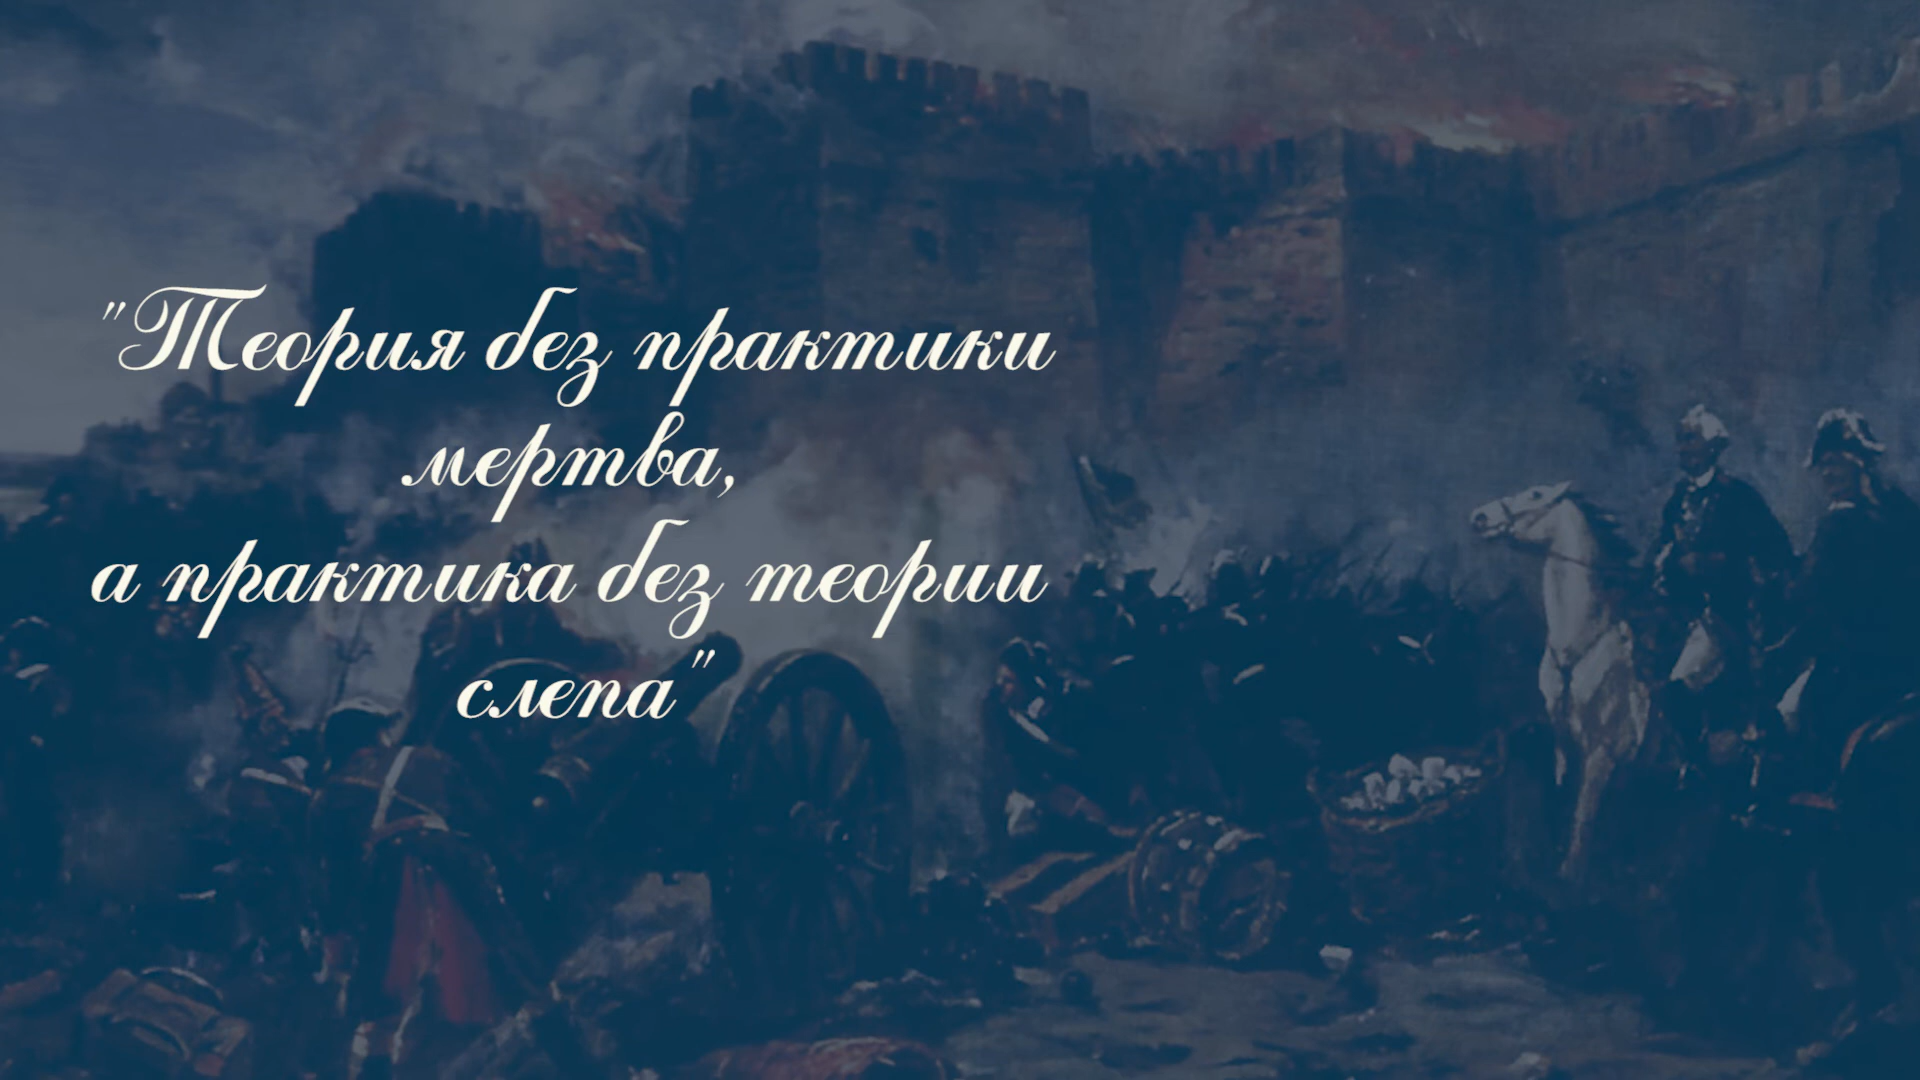 "Теория без практики
мертва,
а практика без теории
слепа"